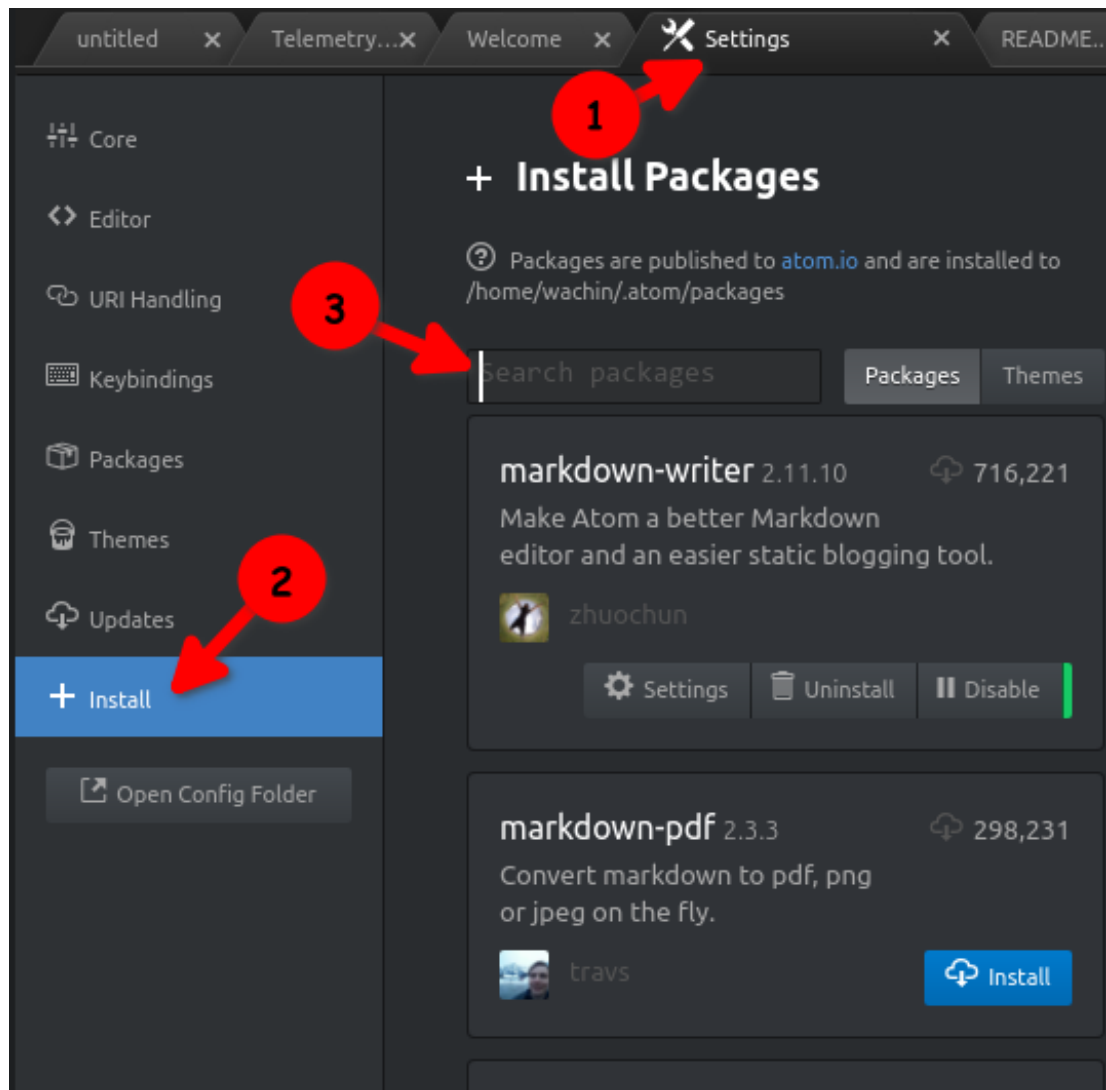 untitled
Telemetry...
Welcome
Settings
README..
1
Core
Editor
URI Handling
Keybindings
Packages
Themes
Updates
2
Install
Open Config Folder
Install Packages
Packages are published to atom.io and are installed to
/home/wachin/.atom/packages
3
Search packages
Packages Themes
markdown-writer 2.11.10 716,221
Make Atom a better Markdown
editor and an easier static blogging tool.
zhuochun
Settings Uninstall Disable
markdown-pdf 2.3.3 298,231
Convert markdown to pdf, png
or jpeg on the fly.
travs
Install